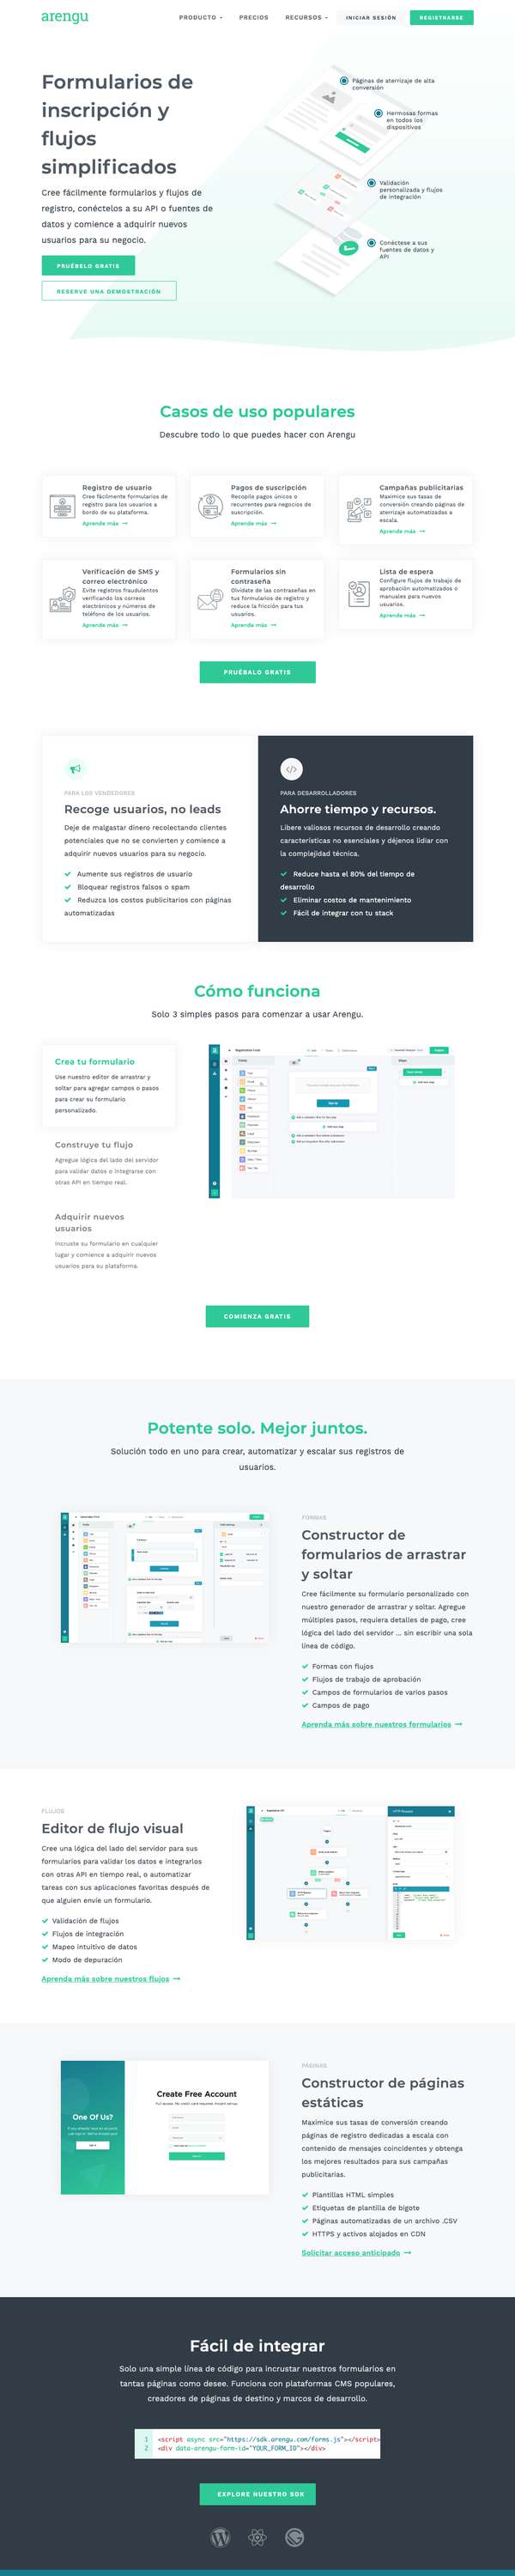 arengu
PRODUCTO
PRECIOS
RECURSOS
INICIAR SESIÓN
REGISTRARSE
Formularios de
inscripción y
flujos
simplificados
Cree fácilmente formularios y flujos de
registro, conéctelos a su API o fuentes de
datos y comience a adquirir nuevos
usuarios para su negocio.
PRUÉBELO GRATIS
RESERVE UNA DEMOSTRACIÓN
Páginas de aterrizaje de alta
conversión
Hermosas formas
en todos los
dispositivos
Validación
personalizada y flujos
de integración
Conéctese a sus
fuentes de datos y
API
Casos de uso populares
Descubre todo lo que puedes hacer con Arengu
Registro de usuario
Cree fácilmente formularios de
registro para los usuarios a
bordo de su plataforma.
Aprende más →
Pagos de suscripción
Recopila pagos únicos o
recurrentes para negocios de
suscripción.
Aprende más →
Campañas publicitarias
Maximice sus tasas de
conversión creando páginas de
aterrizaje automatizadas a
escala.
Aprende más →
Verificación de SMS y
correo electrónico
Evite registros fraudulentos
verificando los correos
electrónicos y números de
teléfono de los usuarios.
Aprende más →
Formularios sin
contraseña
Olvídate de las contraseñas en
tus formularios de registro y
reduce la fricción para tus
usuarios.
Aprende más →
Lista de espera
Configure flujos de trabajo de
aprobación automatizados o
manuales para nuevos
usuarios.
Aprende más →
PRUÉBALO GRATIS
PARA LOS VENDEDORES
Recoge usuarios, no leads
Deje de malgastar dinero recolectando clientes
potenciales que no se convierten y comience a
adquirir nuevos usuarios para su negocio.
Aumente sus registros de usuario
Bloquear registros falsos o spam
Reduzca los costos publicitarios con páginas
automatizadas
PARA DESARROLLADORES
Ahorre tiempo y recursos.
Libere valiosos recursos de desarrollo creando
características no esenciales y déjenos lidiar con
la complejidad técnica.
Reduce hasta el 80% del tiempo de
desarrollo
Eliminar costos de mantenimiento
Fácil de integrar con tu stack
Cómo funciona
Solo 3 simples pasos para comenzar a usar Arengu.
Crea tu formulario
Use nuestro editor de arrastrar y
soltar para agregar campos o pasos
para crear su formulario
personalizado.
Construye tu flujo
Agregue lógica del lado del servidor
para validar datos o integrarse con
otras API en tiempo real.
Adquirir nuevos
usuarios
Incruste su formulario en cualquier
lugar y comience a adquirir nuevos
usuarios para su plataforma.
COMIENZA GRATIS
Potente solo. Mejor juntos.
Solución todo en uno para crear, automatizar y escalar sus registros de
usuarios.
FORMAS
Constructor de
formularios de arrastrar
y soltar
Cree fácilmente su formulario personalizado con
nuestro generador de arrastrar y soltar. Agregue
múltiples pasos, requiera detalles de pago, cree
lógica del lado del servidor ... sin escribir una sola
línea de código.
Formas con flujos
Flujos de trabajo de aprobación
Campos de formularios de varios pasos
Campos de pago
Aprenda más sobre nuestros formularios →
FLUJOS
Editor de flujo visual
Cree una lógica del lado del servidor para sus
formularios para validar los datos e integrarlos
con otras API en tiempo real, o automatizar
tareas con sus aplicaciones favoritas después de
que alguien envíe un formulario.
Validación de flujos
Flujos de integración
Mapeo intuitivo de datos
Modo de depuración
Aprenda más sobre nuestros flujos →
One Of Us?
Create Free Account
PÁGINAS
Constructor de páginas
estáticas
Maximice sus tasas de conversión creando
páginas de registro dedicadas a escala con
contenido de mensajes coincidentes y obtenga
los mejores resultados para sus campañas
publicitarias.
Plantillas HTML simples
Etiquetas de plantilla de bigote
Páginas automatizadas de un archivo .CSV
HTTPS y activos alojados en CDN
Solicitar acceso anticipado →
Fácil de integrar
Solo una simple línea de código para incrustar nuestros formularios en
tantas páginas como desee. Funciona con plataformas CMS populares,
creadores de páginas de destino y marcos de desarrollo.
1 <script async src="https://sdk.arengu.com/forms.js"></script>
2 <div data-arengu-form-id="YOUR_FORM_ID"></div>
EXPLORE NUESTRO SDK